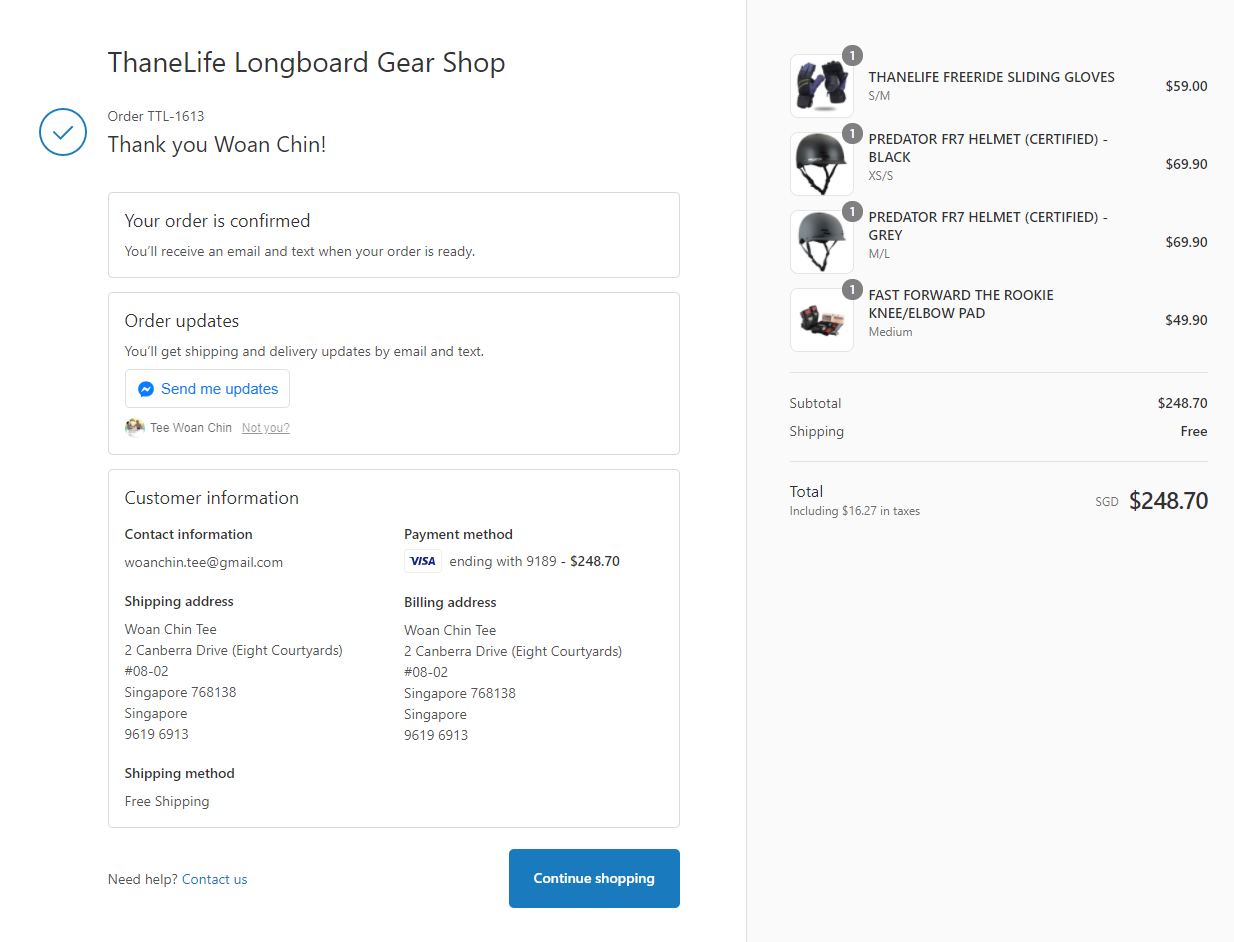 ThaneLife Longboard Gear Shop
Order TTL-1613
Thank you Woan Chin!
Your order is confirmed
You'll receive an email and text when your order is ready.
Order updates
You'll get shipping and delivery updates by email and text.
Send me updates
Tee Woan Chin Not you?
Customer information
Contact information
woanchin.tee@gmail.com
Payment method
VISA ending with 9189 - $248.70
Shipping address
Woan Chin Tee
2 Canberra Drive (Eight Courtyards)
#08-02
Singapore 768138
Singapore
9619 6913
Billing address
Woan Chin Tee
2 Canberra Drive (Eight Courtyards)
#08-02
Singapore 768138
Singapore
9619 6913
Shipping method
Free Shipping
Need help? Contact us
Continue shopping
1
THANELIFE FREERIDE SLIDING GLOVES
S/M
$59.00
1
PREDATOR FR7 HELMET (CERTIFIED) -
BLACK
XS/S
$69.90
1
PREDATOR FR7 HELMET (CERTIFIED) -
GREY
M/L
$69.90
1
FAST FORWARD THE ROOKIE
KNEE/ELBOW PAD
Medium
$49.90
Subtotal $248.70
Shipping Free
Total SGD $248.70
Including $16.27 in taxes